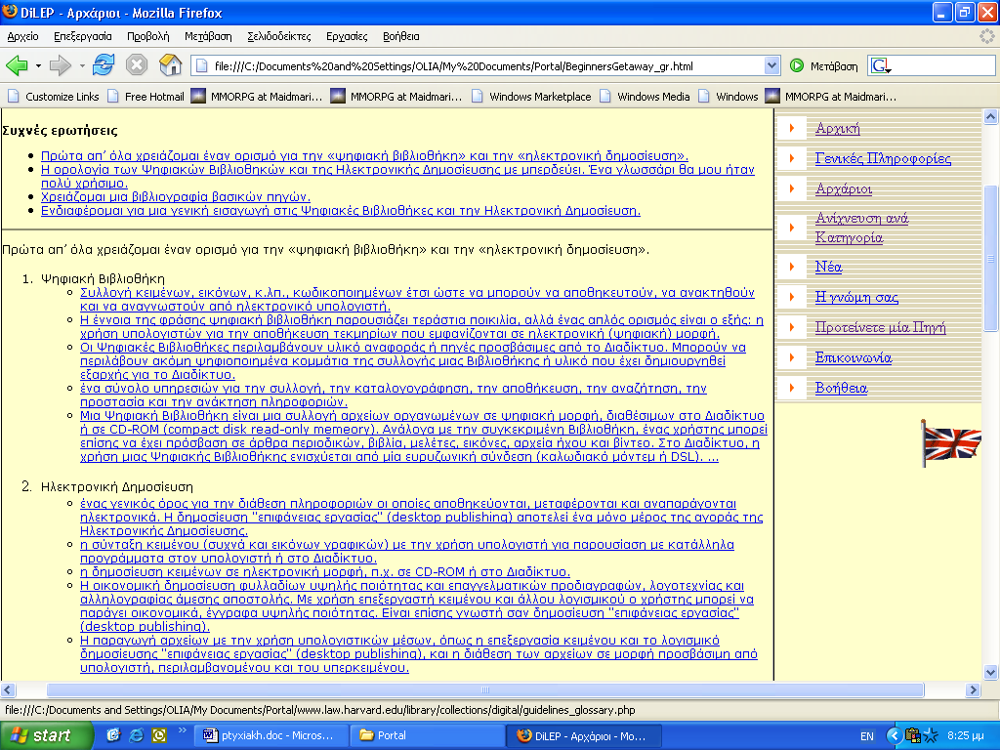 DiLEP - Αρχάριοι - Mozilla Firefox
Αρχείο Επεξεργασία Προβολή Μετάβαση Σελιδοδείκτες Εργασίες Βοήθεια
file:///C:/Documents%20and%20Settings/OLIA/My%20Documents/Portal/BeginnersGetaway_gr.html Μετάβαση
Customize Links Free Hotmail MMORPG at Maidmari... MMORPG at Maidmari... Windows Marketplace Windows Media Windows MMORPG at Maidmari...
Συχνές ερωτήσεις
Πρώτα απ' όλα χρειάζομαι έναν ορισμό για την «ψηφιακή βιβλιοθήκη» και την «ηλεκτρονική δημοσίευση».
Η ορολογία των Ψηφιακών Βιβλιοθηκών και της Ηλεκτρονικής Δημοσίευσης με μπερδεύει. Ένα γλωσσάρι θα μου ήταν
πολύ χρήσιμο.
Χρειάζομαι μια βιβλιογραφία βασικών πηγών.
Ενδιαφέρομαι για μια γενική εισαγωγή στις Ψηφιακές Βιβλιοθήκες και την Ηλεκτρονική Δημοσίευση.
Πρώτα απ' όλα χρειάζομαι έναν ορισμό για την «ψηφιακή βιβλιοθήκη» και την «ηλεκτρονική δημοσίευση».
1. Ψηφιακή Βιβλιοθήκη
Συλλογή κειμένων, εικόνων, κ.λπ., κωδικοποιημένων έτσι ώστε να μπορούν να αποθηκευτούν, να ανακτηθούν
και να αναγνωστούν από ηλεκτρονικό υπολογιστή.
Η έννοια της φράσης ψηφιακή βιβλιοθήκη παρουσιάζει τεράστια ποικιλία, αλλά ένας απλός ορισμός είναι ο εξής: η
χρήση υπολογιστών για την αποθήκευση τεκμηρίων που εμφανίζονται σε ηλεκτρονική (ψηφιακή) μορφή.
Οι Ψηφιακές Βιβλιοθήκες περιλαμβάνουν υλικό αναφοράς ή πηγές προσβάσιμες από το Διαδίκτυο. Μπορούν να
περιλάβουν ακόμη ψηφιοποιημένα κομμάτια της συλλογής μιας Βιβλιοθήκης ή υλικό που έχει δημιουργηθεί
εξαρχής για το Διαδίκτυο.
ένα σύνολο υπηρεσιών για την συλλογή, την καταλογογράφηση, την αποθήκευση, την αναζήτηση, την
προστασία και την ανάκτηση πληροφοριών.
Μια Ψηφιακή Βιβλιοθήκη είναι μια συλλογή αρχείων οργανωμένων σε ψηφιακή μορφή, διαθέσιμων στο Διαδίκτυο
ή σε CD-ROM (compact disk read-only memeory). Ανάλογα με την συγκεκριμένη Βιβλιοθήκη, ένας χρήστης μπορεί
επίσης να έχει πρόσβαση σε άρθρα περιοδικών, βιβλία, μελέτες, εικόνες, αρχεία ήχου και βίντεο. Στο Διαδίκτυο, η
χρήση μιας Ψηφιακής Βιβλιοθήκης ενισχύεται από μία ευρυζωνική σύνδεση (καλωδιακό μόντεμ ή DSL). ...
2. Ηλεκτρονική Δημοσίευση
ένας γενικός όρος για την διάθεση πληροφοριών οι οποίες αποθηκεύονται, μεταφέρονται και αναπαράγονται
ηλεκτρονικά. Η δημοσίευση "επιφάνειας εργασίας" (desktop publishing) αποτελεί ένα μόνο μέρος της αγοράς της
Ηλεκτρονικής Δημοσίευσης.
η σύνταξη κειμένου (συχνά και εικόνων γραφικών) με την χρήση υπολογιστή για παρουσίαση με κατάλληλα
προγράμματα στον υπολογιστή ή στο Διαδίκτυο.
η δημοσίευση κειμένων σε ηλεκτρονική μορφή, π.χ. σε CD-ROM ή στο Διαδίκτυο.
Η οικονομική δημοσίευση φυλλαδίων υψηλής ποιότητας και επαγγελματικών προδιαγραφών, λογοτεχνίας και
αλληλογραφίας άμεσης αποστολής. Με χρήση επεξεργαστή κειμένου και άλλου λογισμικού ο χρήστης μπορεί να
παράγει οικονομικά, έγγραφα υψηλής ποιότητας. Είναι επίσης γνωστή σαν δημοσίευση "επιφάνειας εργασίας"
(desktop publishing).
Η παραγωγή αρχείων με την χρήση υπολογιστικών μέσων, όπως η επεξεργασία κειμένου και το λογισμικό
δημοσίευσης "επιφάνειας εργασίας" (desktop publishing), και η διάθεση των αρχείων σε μορφή προσβάσιμη από
υπολογιστή, περιλαμβανομένου και του υπερκειμένου.
Αρχική
Γενικές Πληροφορίες
Αρχάριοι
Ανίχνευση ανά
Κατηγορία
Νέα
Η γνώμη σας
Προτείνετε μία Πηγή
Επικοινωνία
Βοήθεια
file:///C:/Documents and Settings/OLIA/My Documents/Portal/www.law.harvard.edu/library/collections/digital/guidelines_glossary.php
start ptyxiakh.doc - Micros... Portal DiLEP - Αρχάριοι - Mo... EN 8:25 μμ